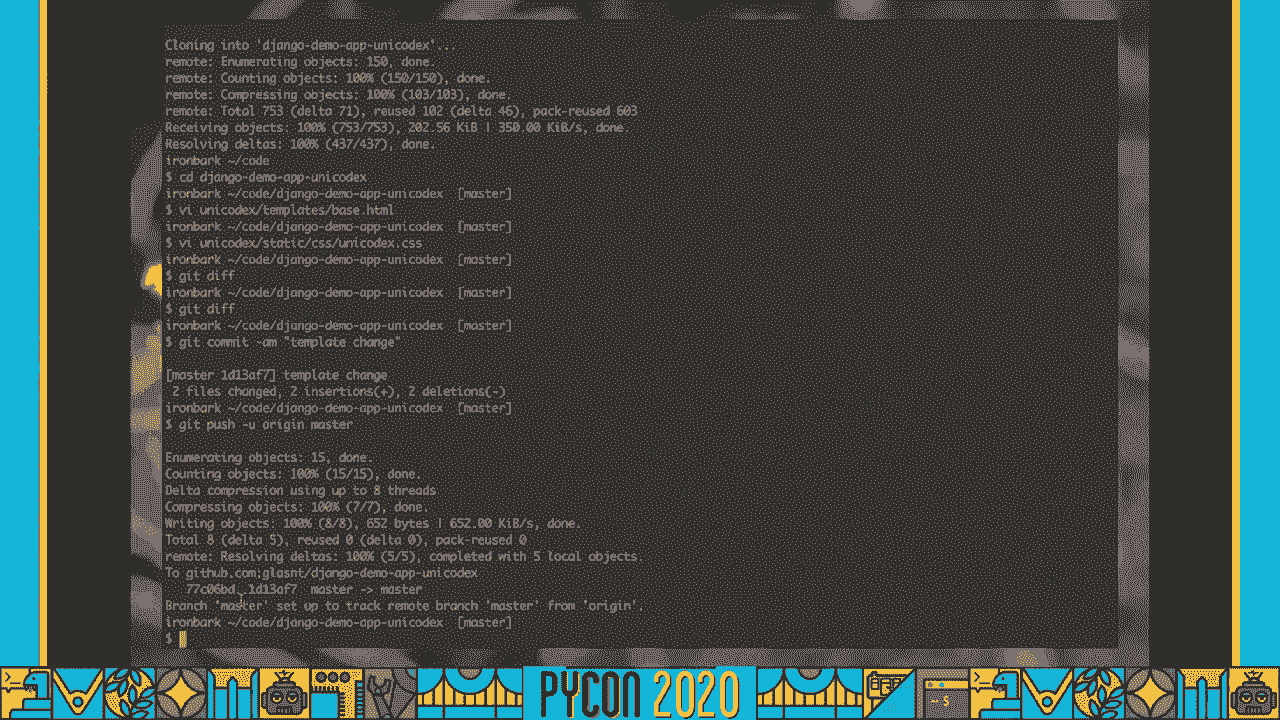 Cloning into 'django-demo-app-unicodex'...
remote: Enumerating objects: 150, done.
remote: Counting objects: 100% (150/150), done.
remote: Compressing objects: 100% (103/103), done.
remote: Total 753 (delta 71), reused 102 (delta 46), pack-reused 603
Receiving objects: 100% (753/753), 202.56 KiB | 350.00 KiB/s, done.
Resolving deltas: 100% (437/437), done.
ironbark ~/code
$ cd django-demo-app-unicodex
ironbark ~/code/django-demo-app-unicodex  [master]
$ vi unicodex/templates/base.html
ironbark ~/code/django-demo-app-unicodex  [master]
$ vi unicodex/static/css/unicodex.css
ironbark ~/code/django-demo-app-unicodex  [master]
$ git diff
ironbark ~/code/django-demo-app-unicodex  [master]
$ git diff
ironbark ~/code/django-demo-app-unicodex  [master]
$ git commit -am "template change"
[master 1d13af7] template change
 2 files changed, 2 insertions(+), 2 deletions(-)
ironbark ~/code/django-demo-app-unicodex  [master]
$ git push -u origin master
Enumerating objects: 15, done.
Counting objects: 100% (15/15), done.
Delta compression using up to 8 threads
Compressing objects: 100% (7/7), done.
Writing objects: 100% (8/8), 652 bytes | 652.00 KiB/s, done.
Total 8 (delta 5), reused 0 (delta 0), pack-reused 0
remote: Resolving deltas: 100% (5/5), completed with 5 local objects.
To github.com:glasnt/django-demo-app-unicodex
   77c06bd..1d13af7  master -> master
Branch 'master' set up to track remote branch 'master' from 'origin'.
ironbark ~/code/django-demo-app-unicodex  [master]
$
PYCON 2020